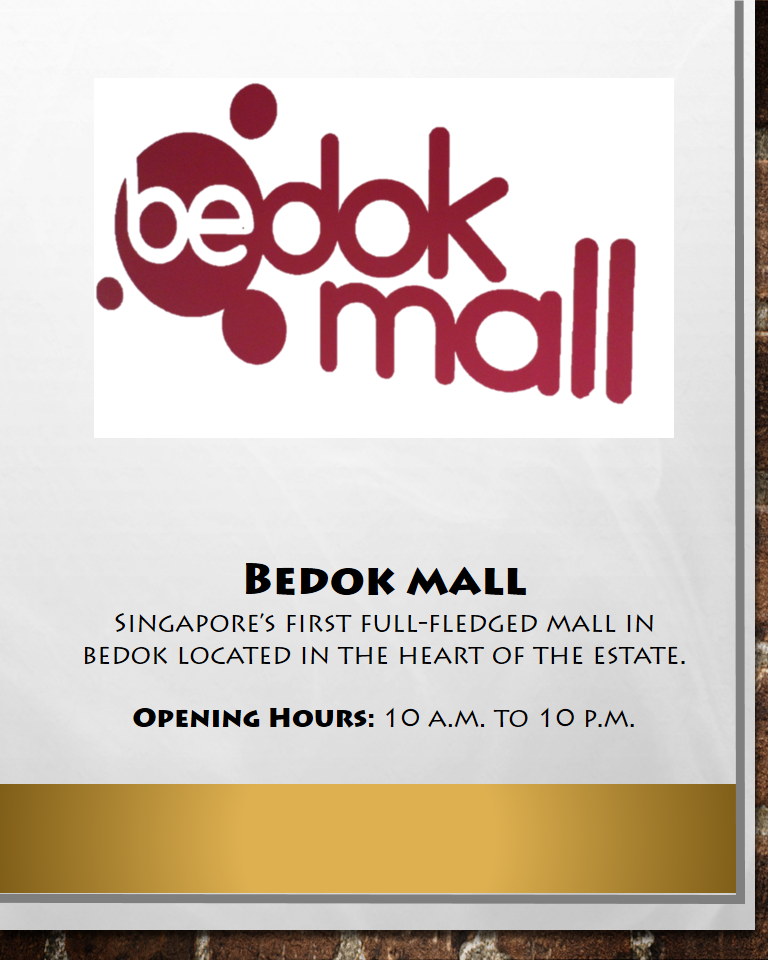 bedok
mall
Bedok mall
Singapore's first full-fledged mall in
Bedok located in the heart of the estate.
Opening Hours: 10 a.m. to 10 p.m.